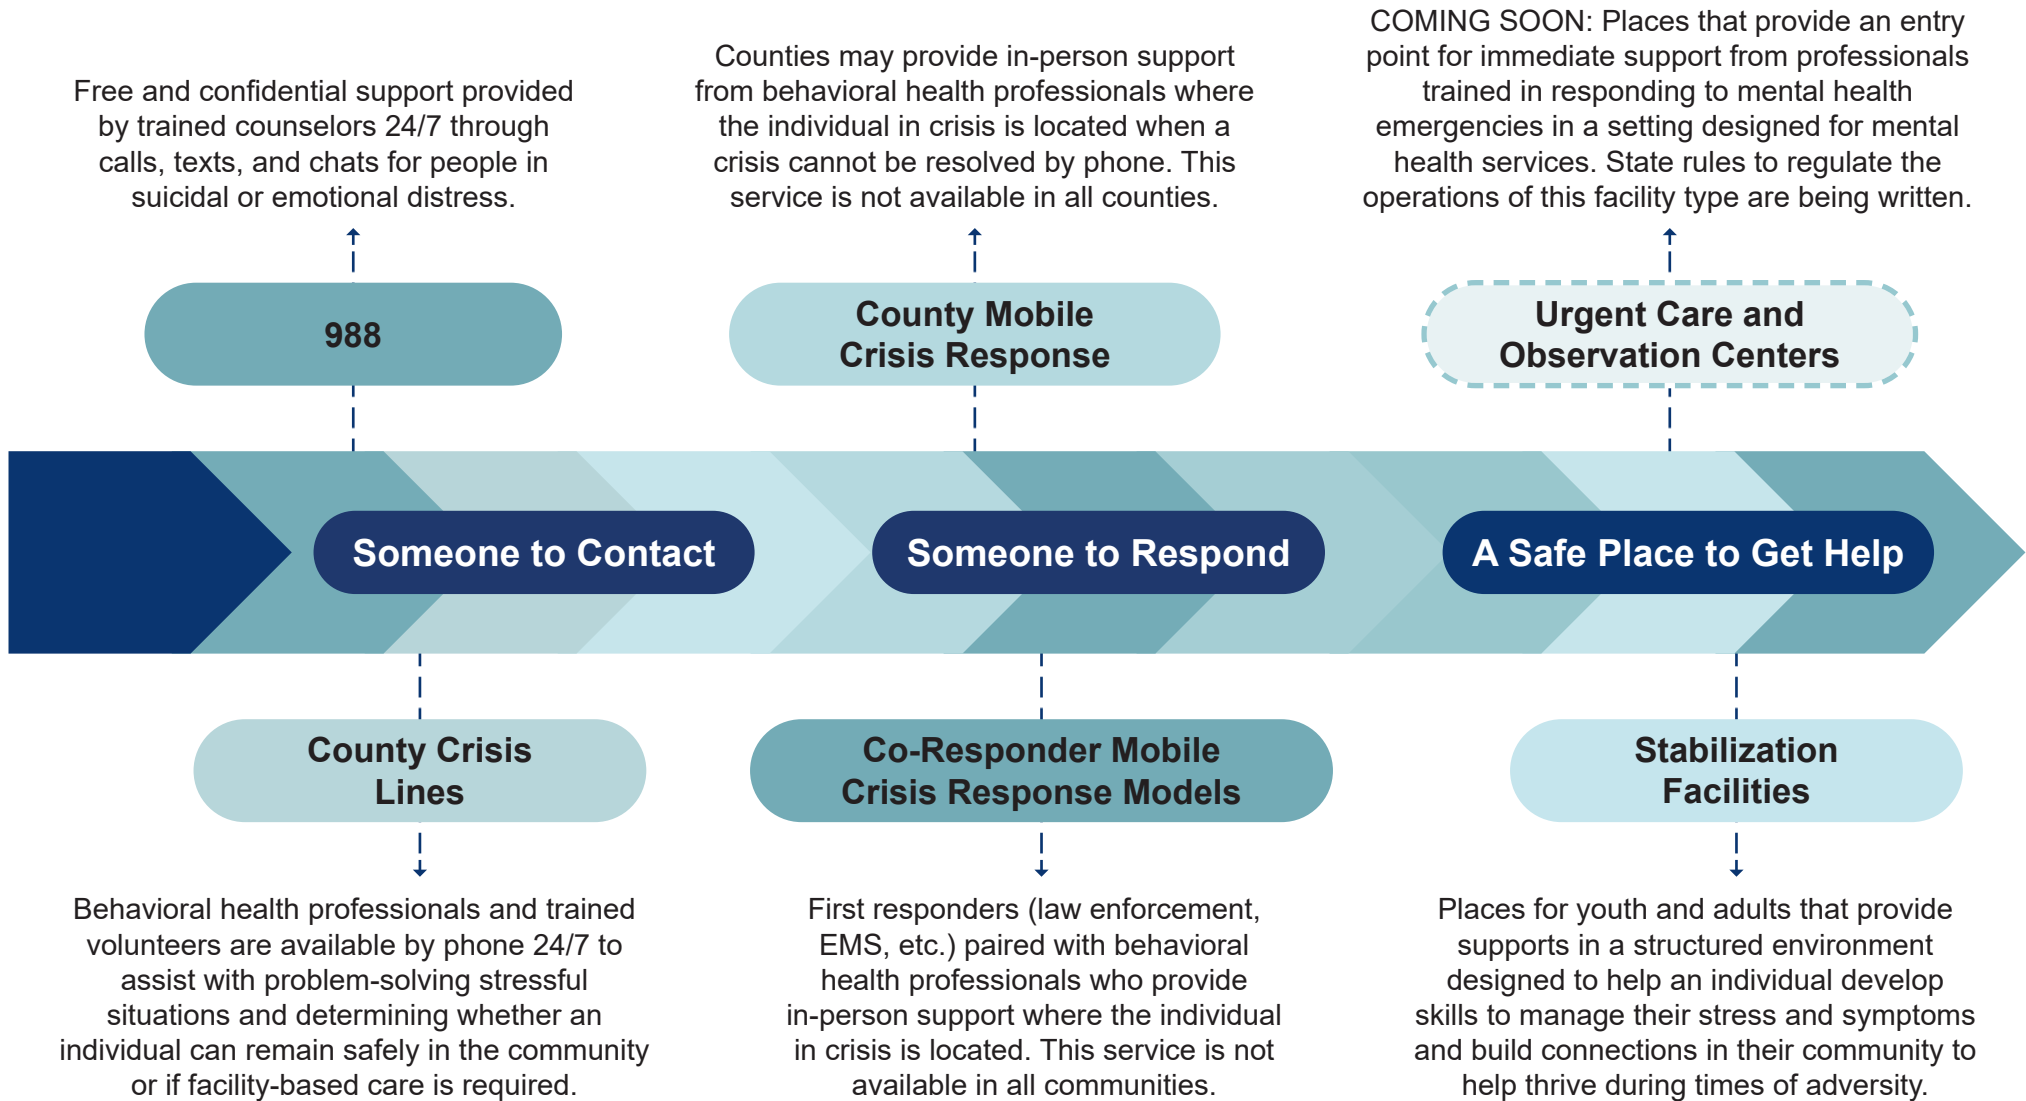 Free and confidential support provided
by trained counselors 24/7 through
calls, texts, and chats for people in
suicidal or emotional distress.
Counties may provide in-person support
from behavioral health professionals where
the individual in crisis is located when a
crisis cannot be resolved by phone. This
service is not available in all counties.
COMING SOON: Places that provide an entry
point for immediate support from professionals
trained in responding to mental health
emergencies in a setting designed for mental
health services. State rules to regulate the
operations of this facility type are being written.
988
County Mobile
Crisis Response
Urgent Care and
Observation Centers
Someone to Contact
Someone to Respond
A Safe Place to Get Help
County Crisis
Lines
Co-Responder Mobile
Crisis Response Models
Stabilization
Facilities
Behavioral health professionals and trained
volunteers are available by phone 24/7 to
assist with problem-solving stressful
situations and determining whether an
individual can remain safely in the community
or if facility-based care is required.
First responders (law enforcement,
EMS, etc.) paired with behavioral
health professionals who provide
in-person support where the individual
in crisis is located. This service is not
available in all communities.
Places for youth and adults that provide
supports in a structured environment
designed to help an individual develop
skills to manage their stress and symptoms
and build connections in their community to
help thrive during times of adversity.